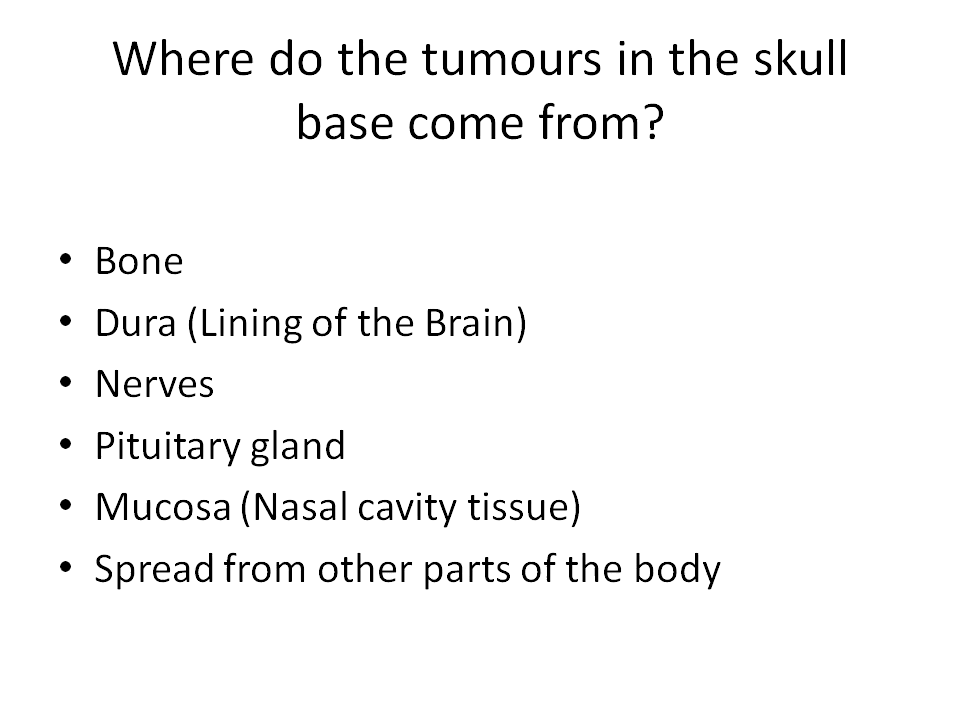 Where do the tumours in the skull
base come from?
• Bone
• Dura (Lining of the Brain)
• Nerves
• Pituitary gland
• Mucosa (Nasal cavity tissue)
• Spread from other parts of the body